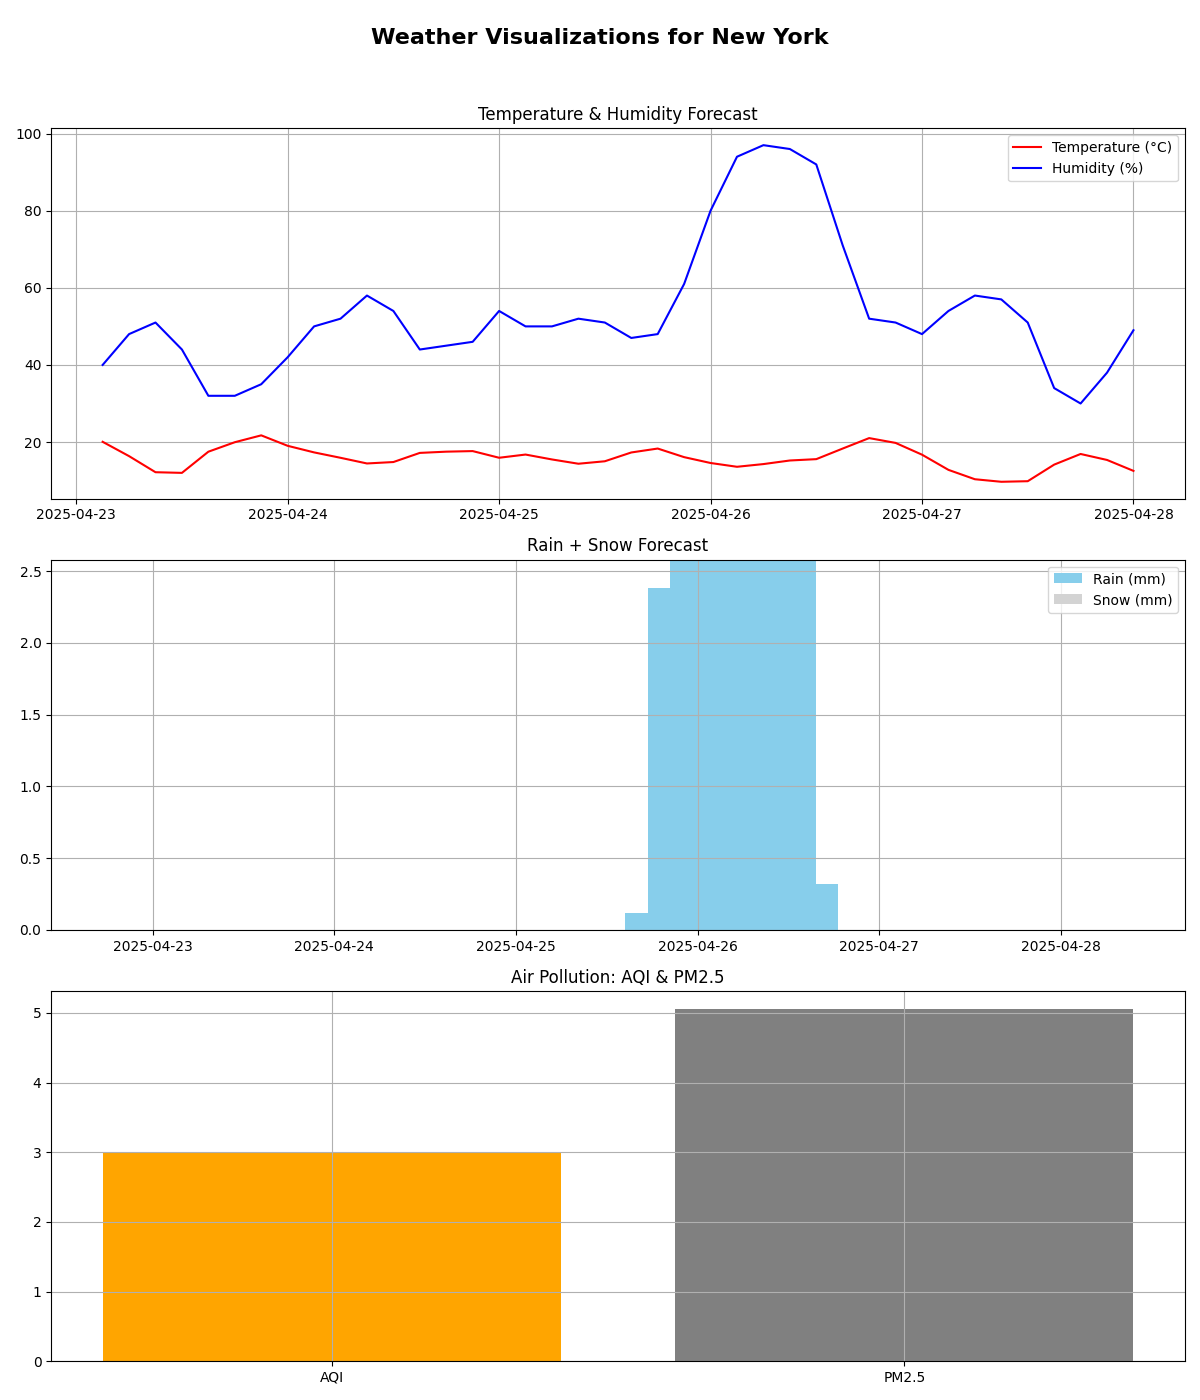 Weather Visualizations for New York
Temperature & Humidity Forecast
Temperature (°C)
Humidity (%)
100
80
60
40
20
2025-04-23 2025-04-24 2025-04-25 2025-04-26 2025-04-27 2025-04-28
Rain + Snow Forecast
Rain (mm)
Snow (mm)
2.5
2.0
1.5
1.0
0.5
0.0
2025-04-23 2025-04-24 2025-04-25 2025-04-26 2025-04-27 2025-04-28
Air Pollution: AQI & PM2.5
5
4
3
2
1
0
AQI PM2.5